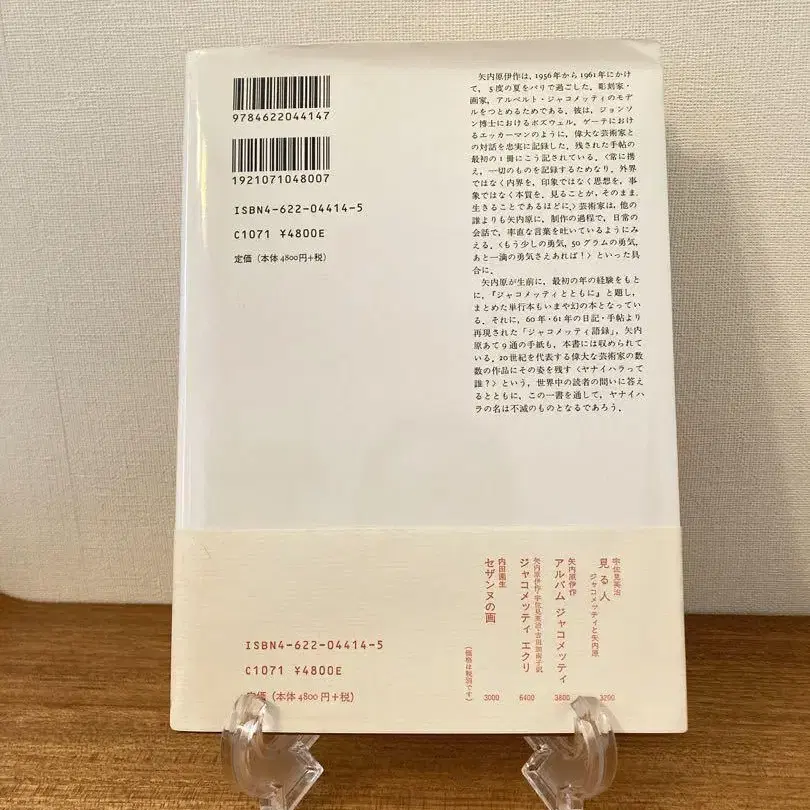 9784622044147
1921071048007
ISBN4-622-04414-5
C1071 ¥4800E
定価（本体 4800円+税）
矢内原伊作は，1956年から1961年にかけ
て，5度の夏をパリで過ごした．彫刻家・
画家，アルベルト・ジャコメッティのモデ
ルをつとめるためである．彼は，ジョンソ
ン博士におけるボズウェル，ゲーテにおけ
るエッカーマンのように，偉大な芸術家と
の対話を忠実に記録した．残された手帖の
最初の1冊にこう記されている．〈常に携
え，一切のものを記録するためなり．外界
ではなく内界を，印象ではなく思想を，事
象ではなく本質を．見ることが，そのまま
生きることであるほどに．〉芸術家は，他の
誰よりも矢内原に，制作の過程で，日常の
会話で，率直な言葉を吐いているようにみ
える．〈もう少しの勇気，50グラムの勇気，
あと一滴の勇気さえあれば！〉といった具
合に．
矢内原が生前に，最初の年の経験をもと
に，『ジャコメッティとともに』と題し，
まとめた単行本もいまや幻の本となってい
る．それに，60年・61年の日記・手帖より
再現された「ジャコメッティ語録」，矢内
原あて9通の手紙も，本書には収められて
いる．20世紀を代表する偉大な芸術家の数
数の作品にその姿を残す〈ヤナイハラって
誰？〉という，世界中の読者の問いに答え
るとともに，この一書を通して，ヤナイハ
ラの名は不滅のものとなるであろう．
宇佐見英治
見る人
ジャコメッティと矢内原
3200
矢内原伊作
アルバム ジャコメッティ
3800
矢内原伊作・宇佐見英治・吉田加南子訳
ジャコメッティ エクリ
6400
内田園生
セザンヌの画
3000
（価格は税別です）
ISBN4-622-04414-5
C1071 ¥4800E
定価（本体 4800円+税）